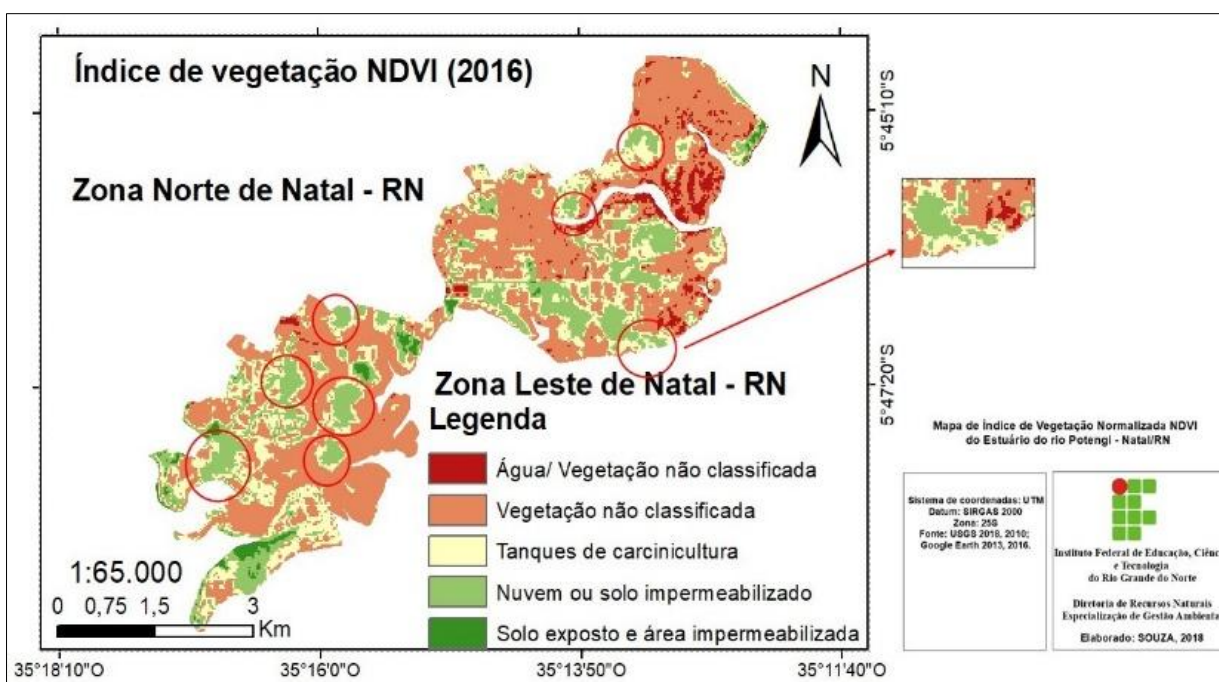 Índice de vegetação NDVI (2016)
N
Zona Norte de Natal - RN
Zona Leste de Natal - RN
Legenda
Água/ Vegetação não classificada
Vegetação não classificada
Tanques de carcinicultura
Nuvem ou solo impermeabilizado
Solo exposto e área impermeabilizada
1:65.000
0 0,75 1,5 3
Km
35°18'10"O 35°16'0"O 35°13'50"O 35°11'40"O
5°45'10"S
5°47'20"S
Mapa de Índice de Vegetação Normalizada NDVI
do Estuário do rio Potengi - Natal/RN
Sistema de coordenadas: UTM
Datum: SIRGAS 2000
Zona: 25S
Fonte: USGS 2018, 2010;
Google Earth 2013, 2016.
Instituto Federal de Educação, Ciênc
e Tecnologia
do Rio Grande do Norte
Diretoria de Recursos Naturais
Especialização de Gestão Ambienta
Elaborado: SOUZA, 2018